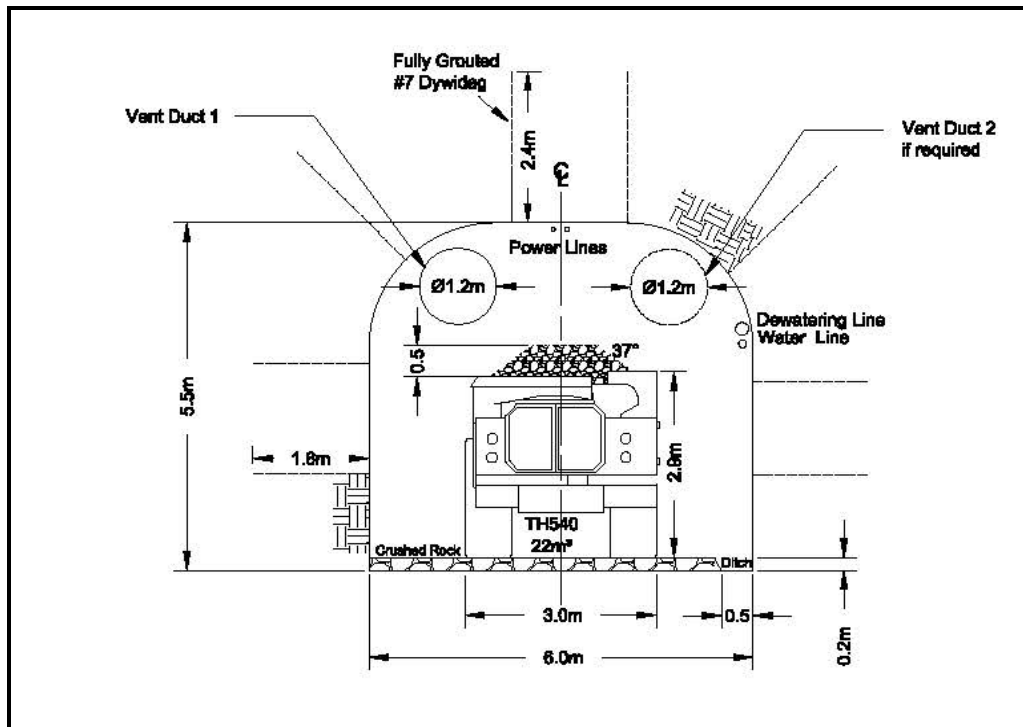 Fully Grouted
#7 Dywidag
Vent Duct 1
Vent Duct 2
if required
2.4m
CL
Power Lines
Ø1.2m
Ø1.2m
Dewatering Line
Water Line
0.5
37°
5.5m
1.8m
2.8m
TH540
22m³
Crushed Rock
Ditch
3.0m
0.5
0.2m
6.0m